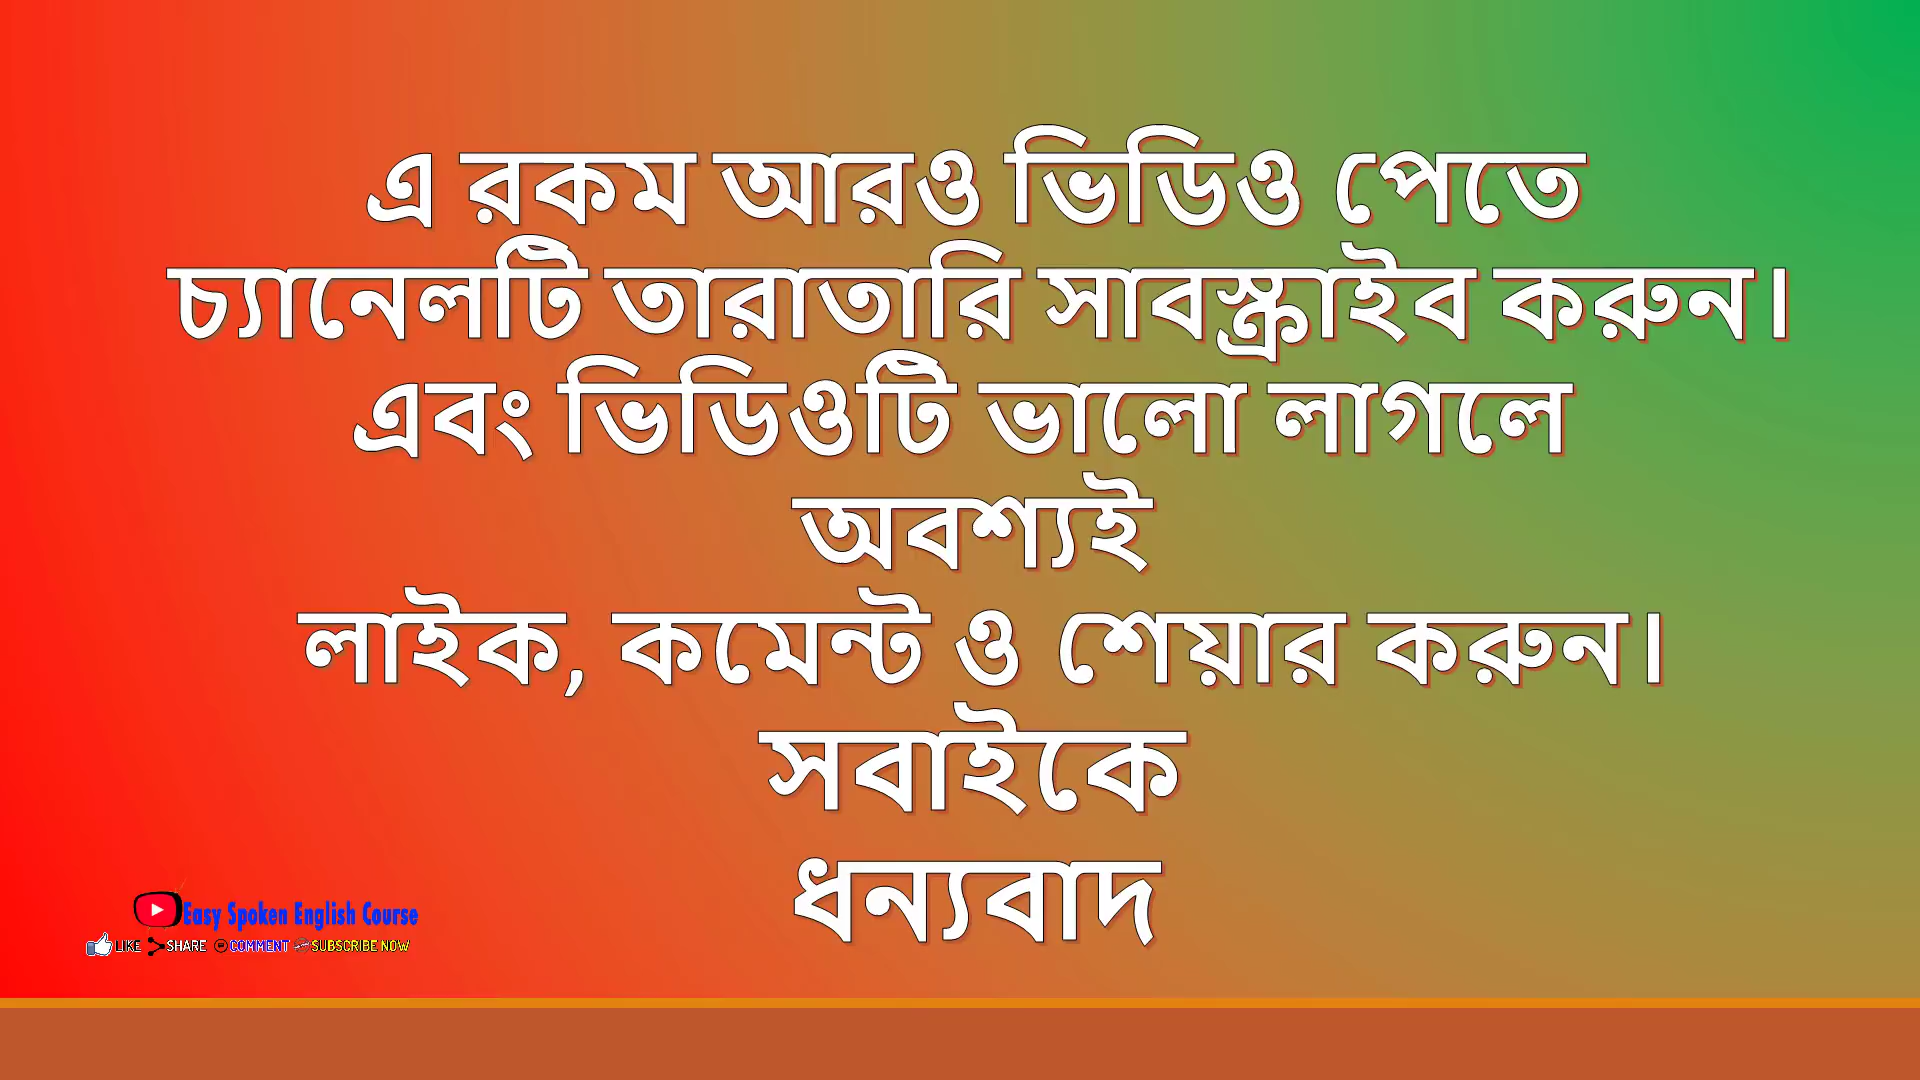 এ রকম আরও ভিডিও পেতে
চ্যানেলটি তারাতারি সাবস্ক্রাইব করুন।
এবং ভিডিওটি ভালো লাগলে
অবশ্যই
লাইক, কমেন্ট ও শেয়ার করুন।
সবাইকে
ধন্যবাদ
Easy Spoken English Course
LIKE SHARE COMMENT SUBSCRIBE NOW